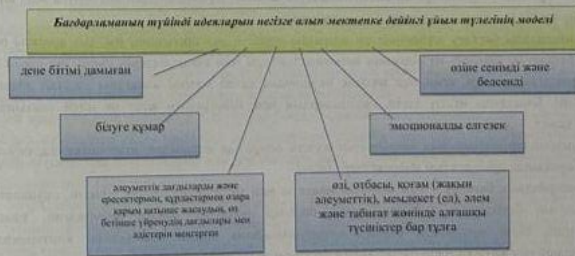 Бағдарламаның түйінді идеяларын негізге алып мектепке дейінгі ұйым түлегінің моделі
дене бітімі дамыған
өзіне сенімді және
белсенді
білуге құмар
эмоционалды елгезек
әлеуметтік дағдыларды және
ересектермен, құрдастармен өзара
қарым қатынас жасаудың, өз
бетінше үйренудің дағдылары мен
әдістерін меңгерген
өзі, отбасы, қоғам (жақын
әлеуметтік), мемлекет (ел), әлем
және табиғат жөнінде алғашқы
түсініктер бар тұлға